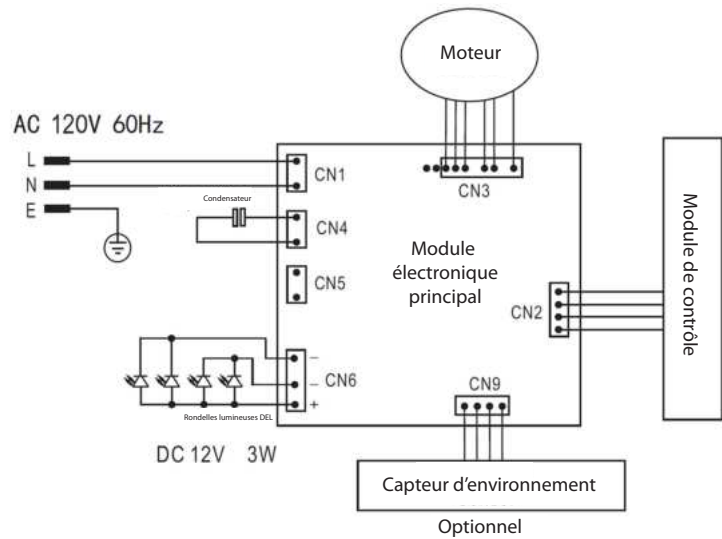 Moteur
AC 120V 60Hz
L
N
E
CN1
CN3
Condensateur
CN4
Module
électronique
principal
CN5
CN2
Module de contrôle
−
−
+
CN6
Rondelles lumineuses DEL
CN9
DC 12V 3W
Capteur d’environnement
Optionnel